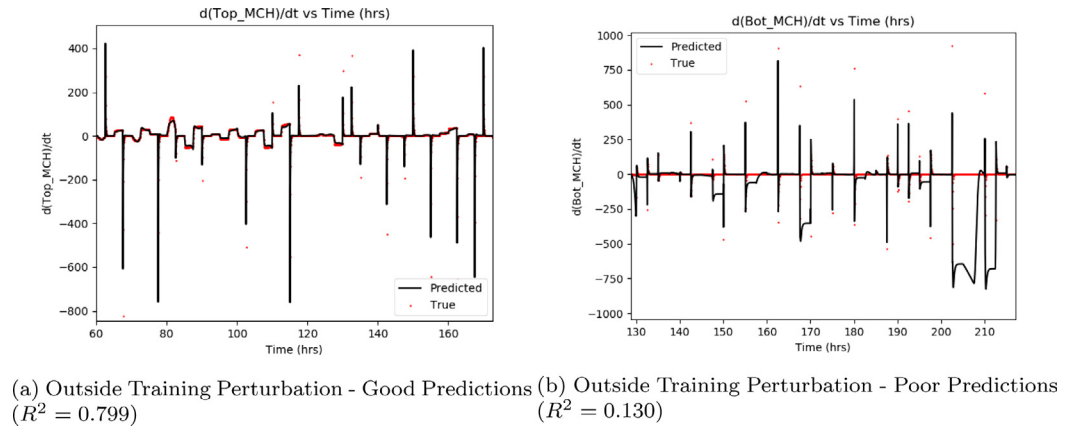 d(Top_MCH)/dt vs Time (hrs)
400
200
0
−200
−400
−600
−800
d(Top_MCH)/dt
60
80
100
120
140
160
Time (hrs)
Predicted
True
d(Bot_MCH)/dt vs Time (hrs)
1000
750
500
250
0
−250
−500
−750
−1000
d(Bot_MCH)/dt
130
140
150
160
170
180
190
200
210
Time (hrs)
Predicted
True
(a) Outside Training Perturbation - Good Predictions
(R² = 0.799)
(b) Outside Training Perturbation - Poor Predictions
(R² = 0.130)